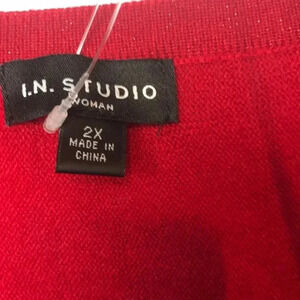 I.N. STUDIO
WOMAN
2X
MADE IN
CHINA